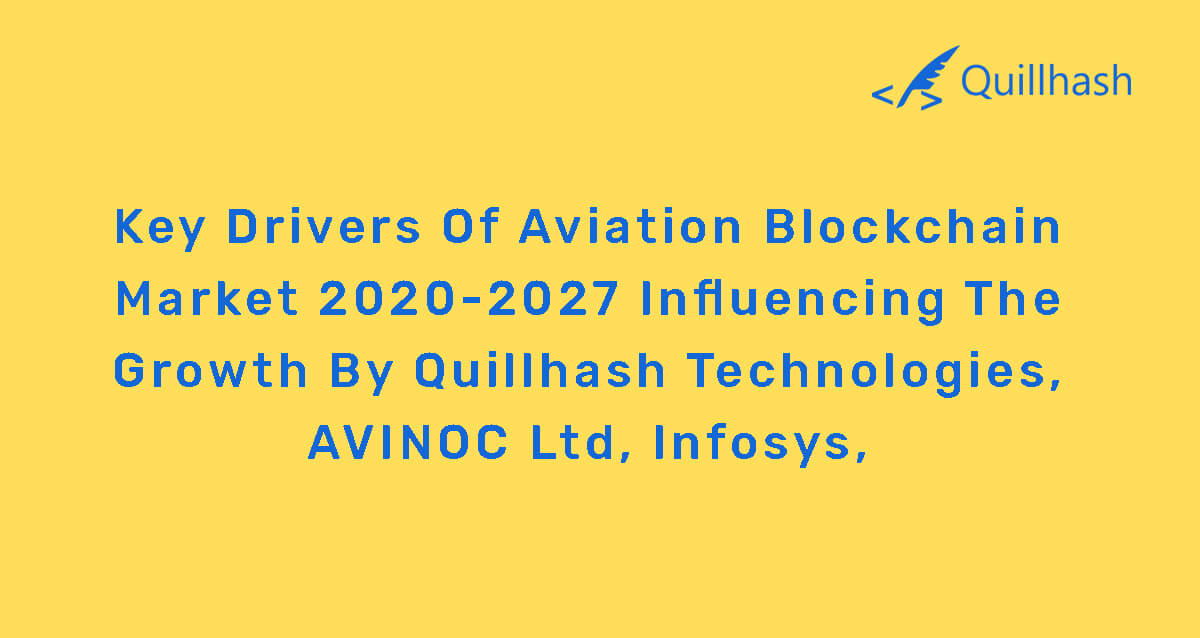 </> Quillhash
Key Drivers Of Aviation Blockchain
Market 2020-2027 Influencing The
Growth By Quillhash Technologies,
AVINOC Ltd, Infosys,